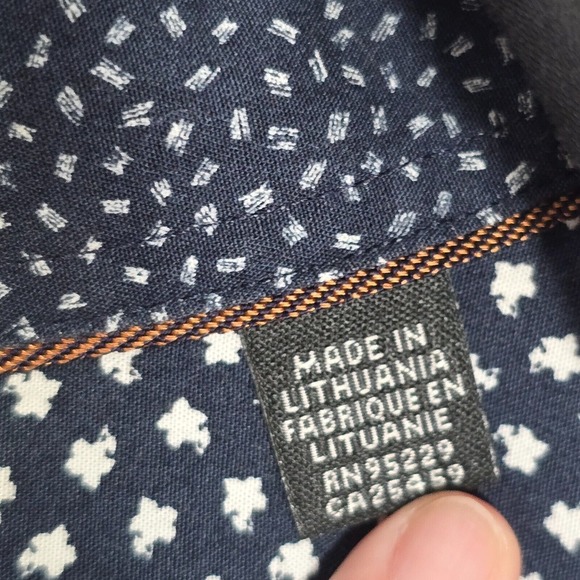 MADE IN
LITHUANIA
FABRIQUE EN
LITUANIE
RN95229
CA25459